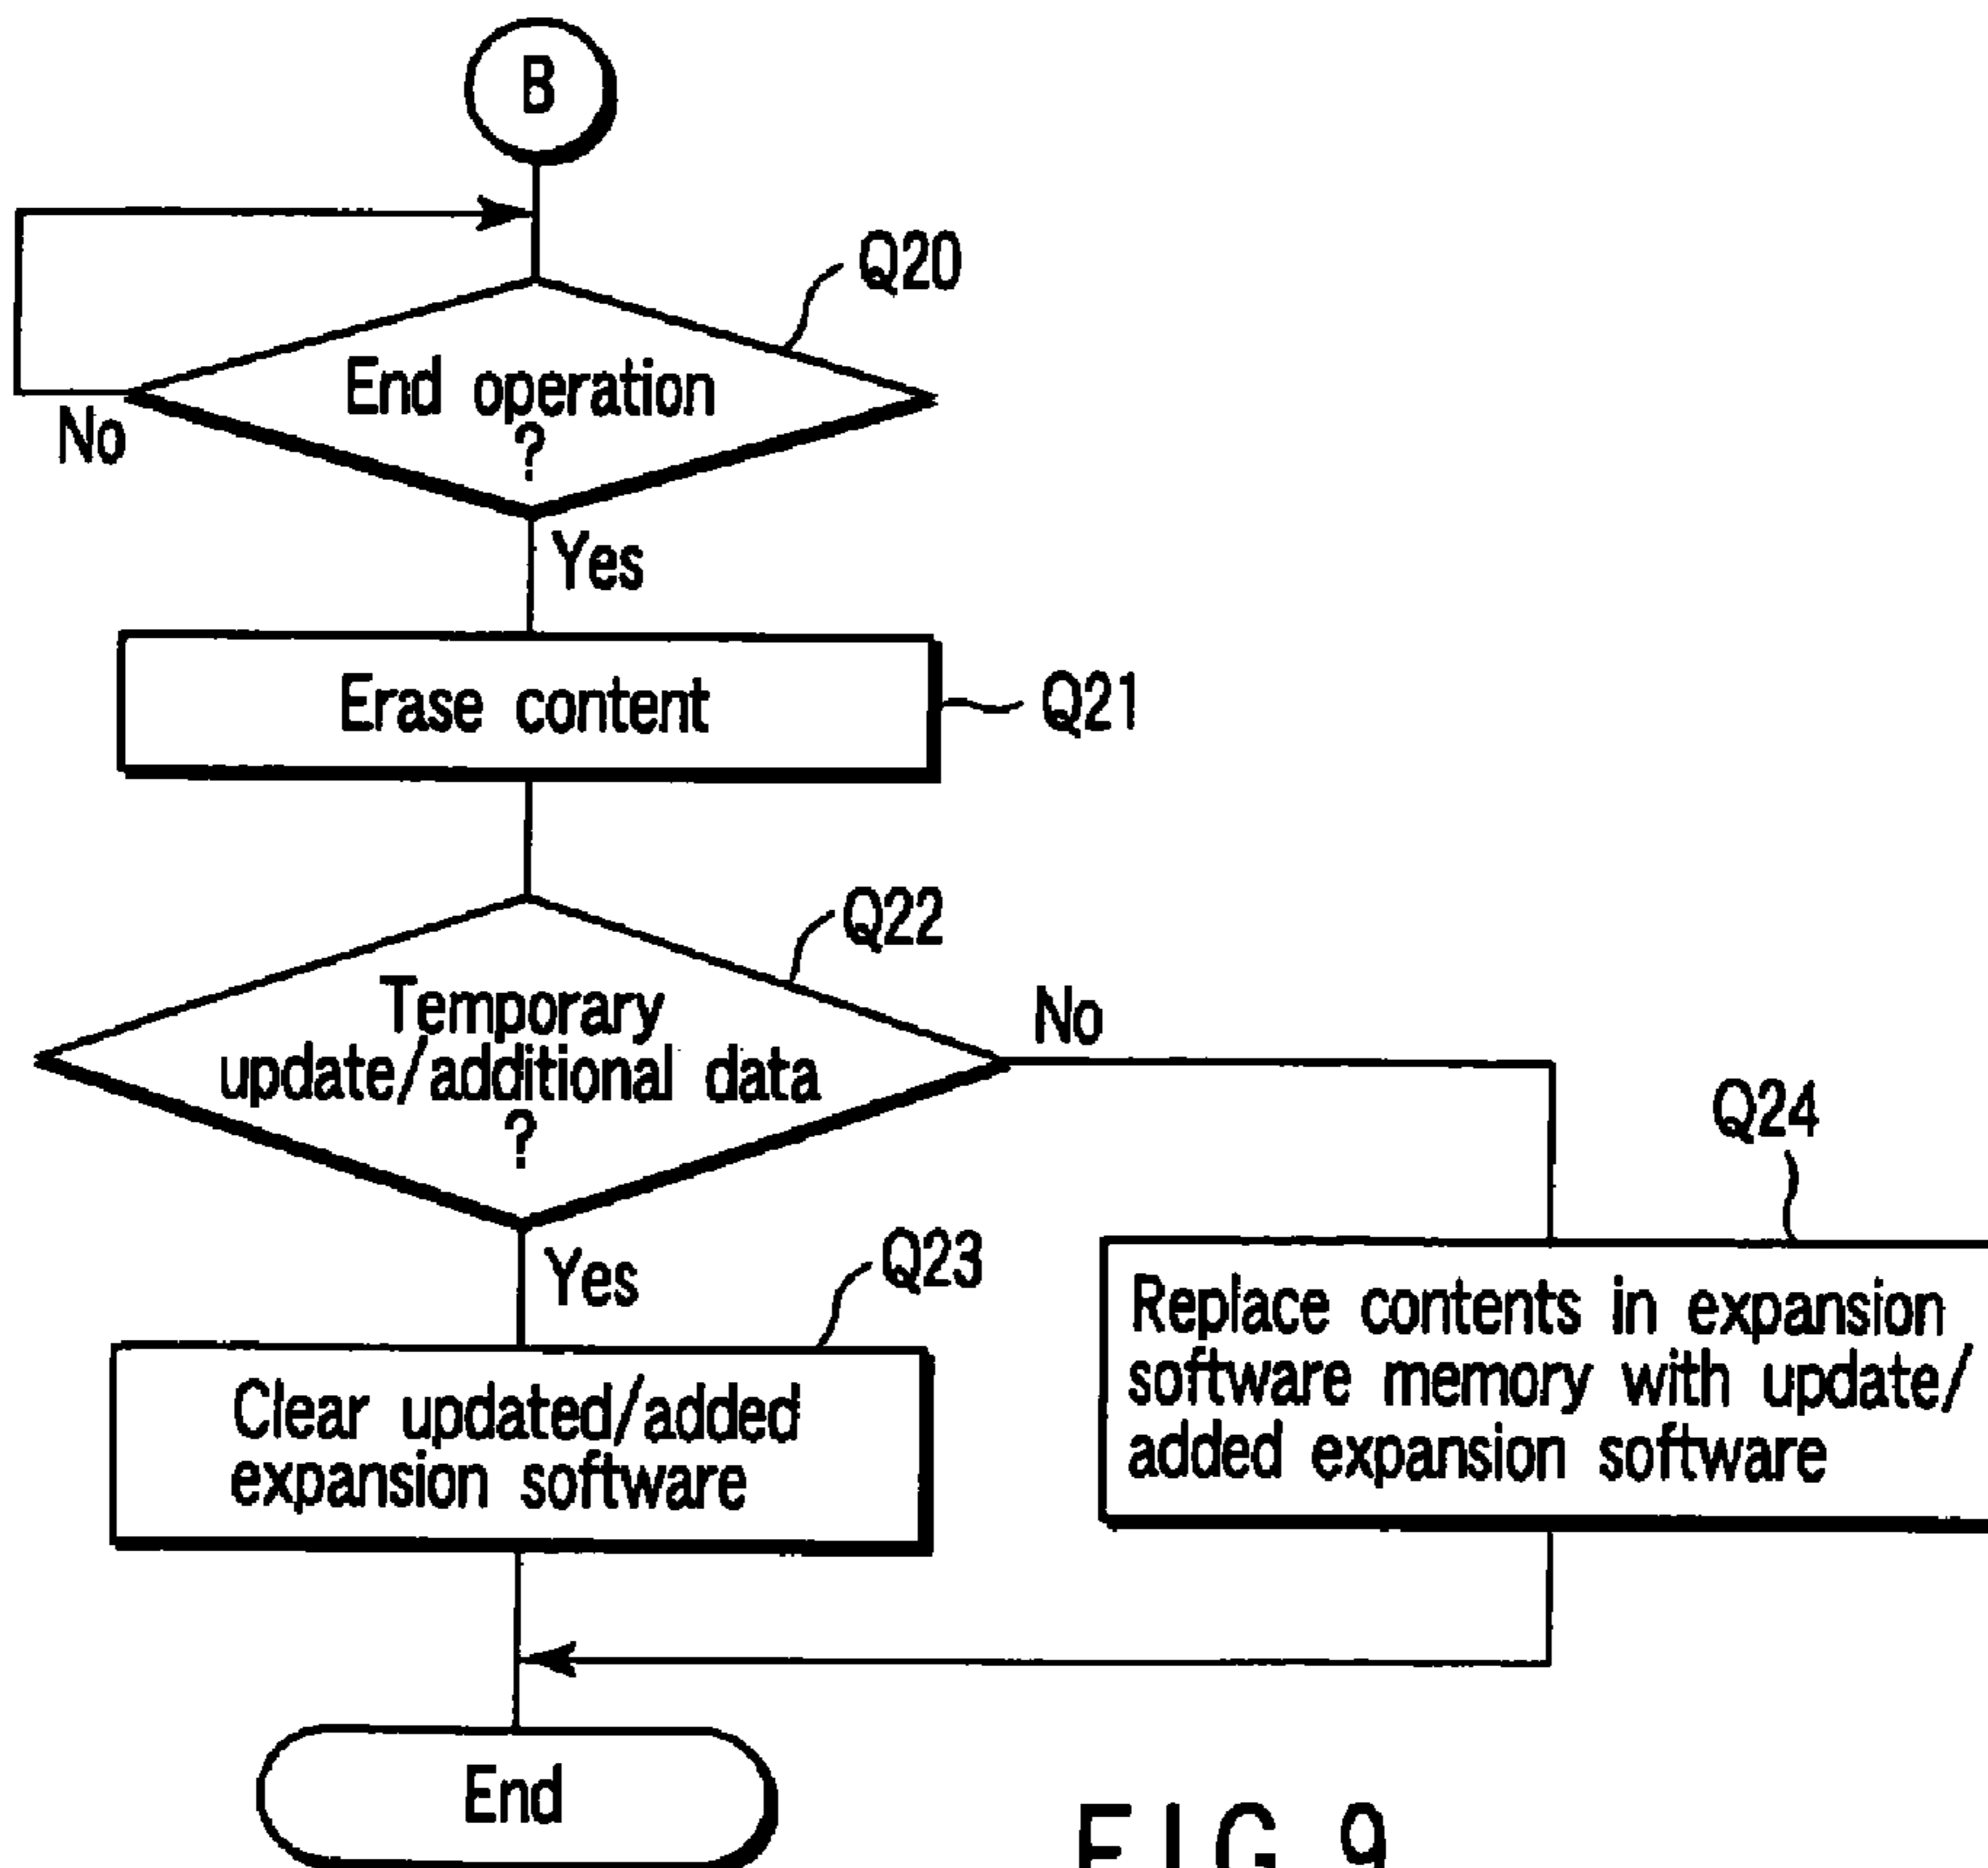 B
Q20
End operation
?
No
Yes
Erase content
Q21
Q22
Temporary
update/additional data
?
No
Yes
Q23
Clear updated/added
expansion software
Q24
Replace contents in expansion
software memory with update/
added expansion software
End
FIG. 9